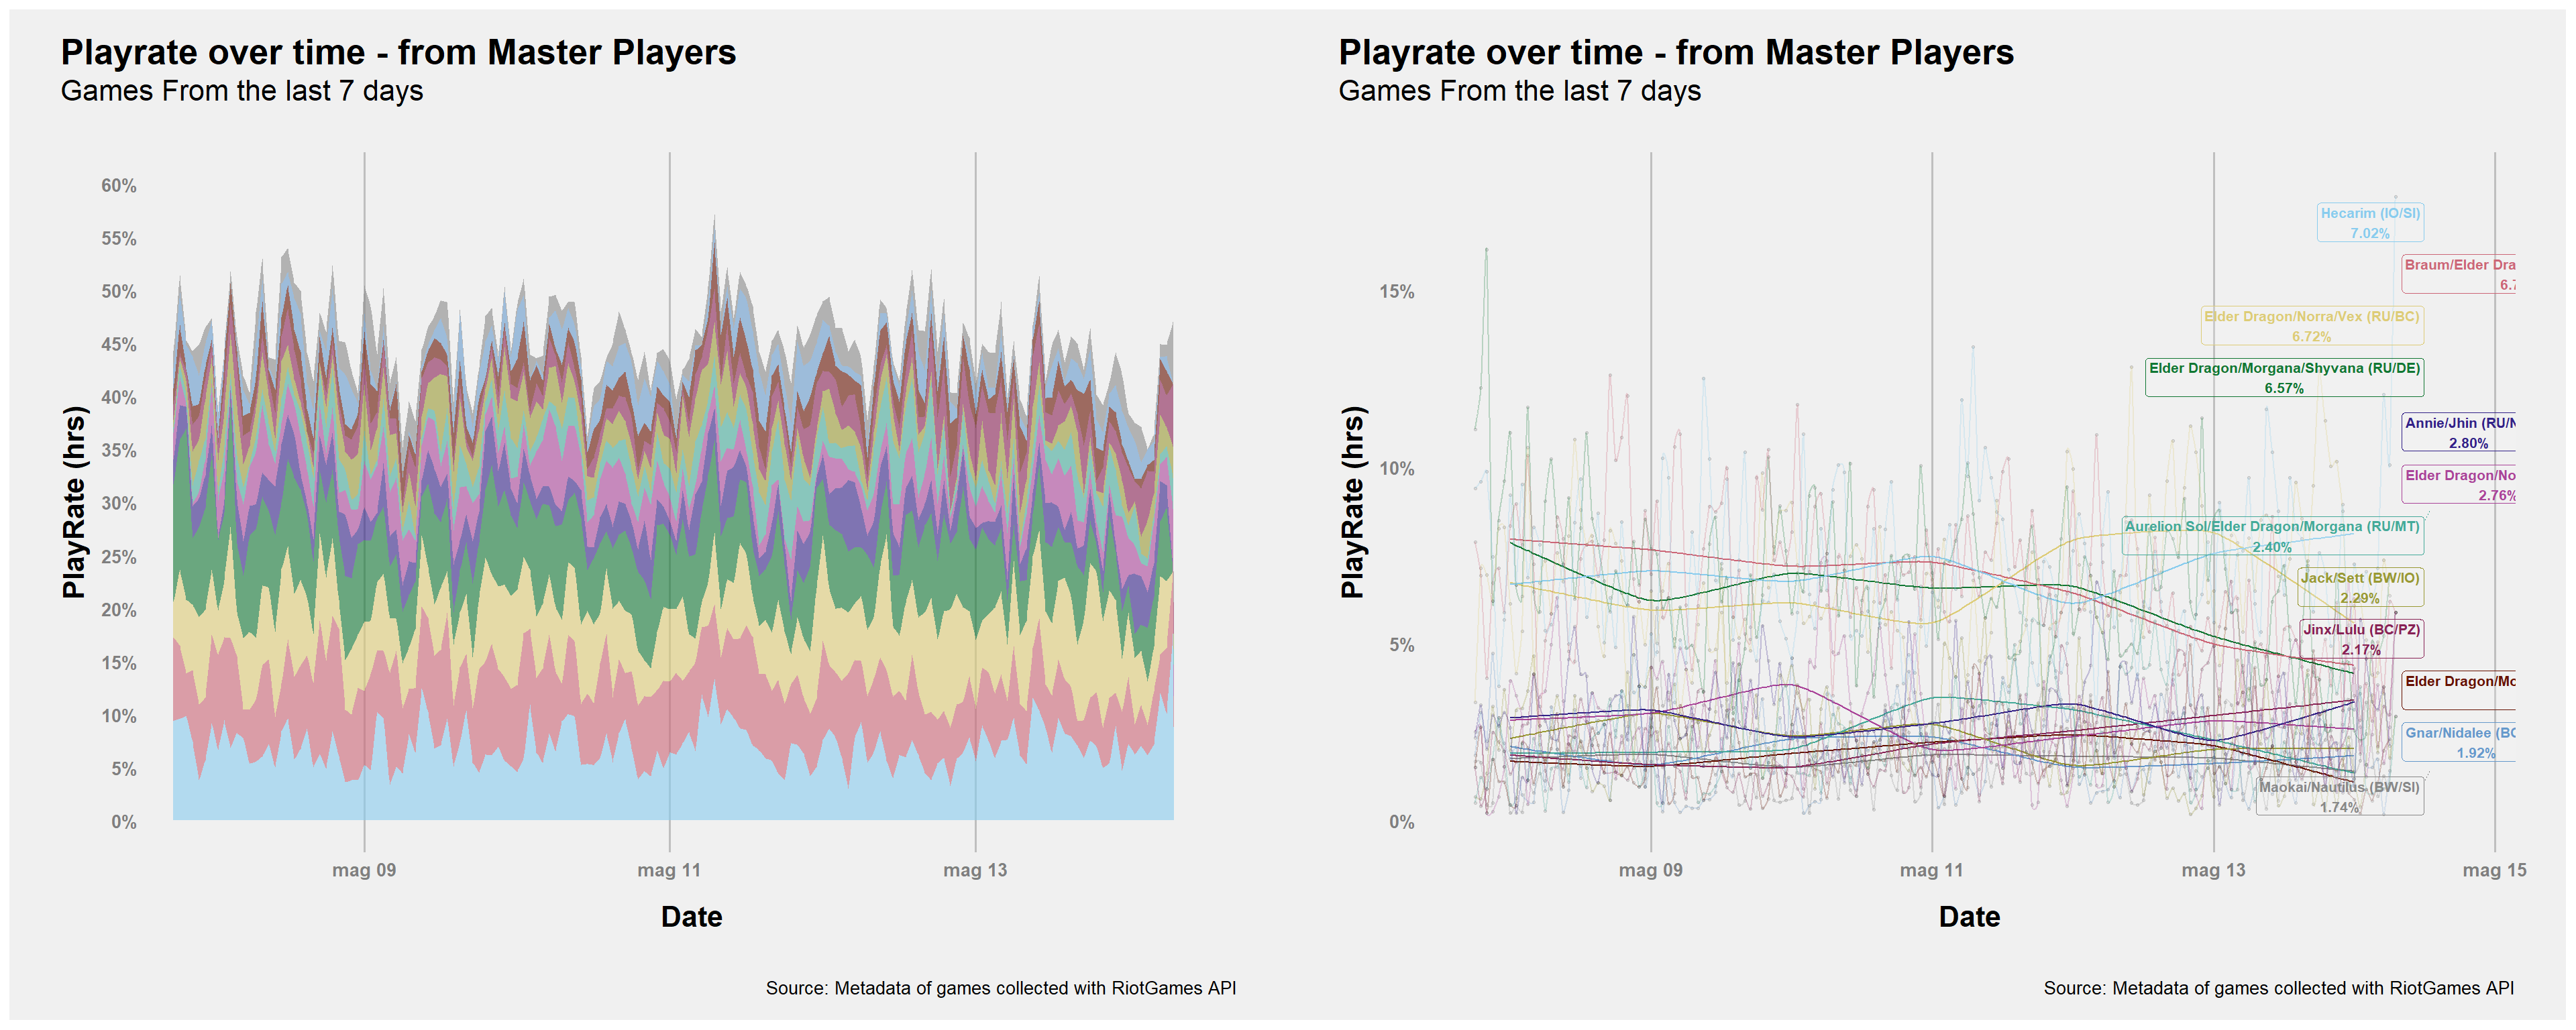 Playrate over time - from Master Players
Games From the last 7 days
60%
55%
50%
45%
40%
35%
30%
25%
20%
15%
10%
5%
0%
PlayRate (hrs)
mag 09
mag 11
mag 13
Date
Source: Metadata of games collected with RiotGames API
Playrate over time - from Master Players
Games From the last 7 days
15%
10%
5%
0%
PlayRate (hrs)
Hecarim (IO/SI)
7.02%
Braum/Elder Dra
6.7
Elder Dragon/Norra/Vex (RU/BC)
6.72%
Elder Dragon/Morgana/Shyvana (RU/DE)
6.57%
Annie/Jhin (RU/N
2.80%
Elder Dragon/No
2.76%
Aurelion Sol/Elder Dragon/Morgana (RU/MT)
2.40%
Jack/Sett (BW/IO)
2.29%
Jinx/Lulu (BC/PZ)
2.17%
Elder Dragon/Mo
Gnar/Nidalee (BC
1.92%
Maokai/Nautilus (BW/SI)
1.74%
mag 09
mag 11
mag 13
mag 15
Date
Source: Metadata of games collected with RiotGames API